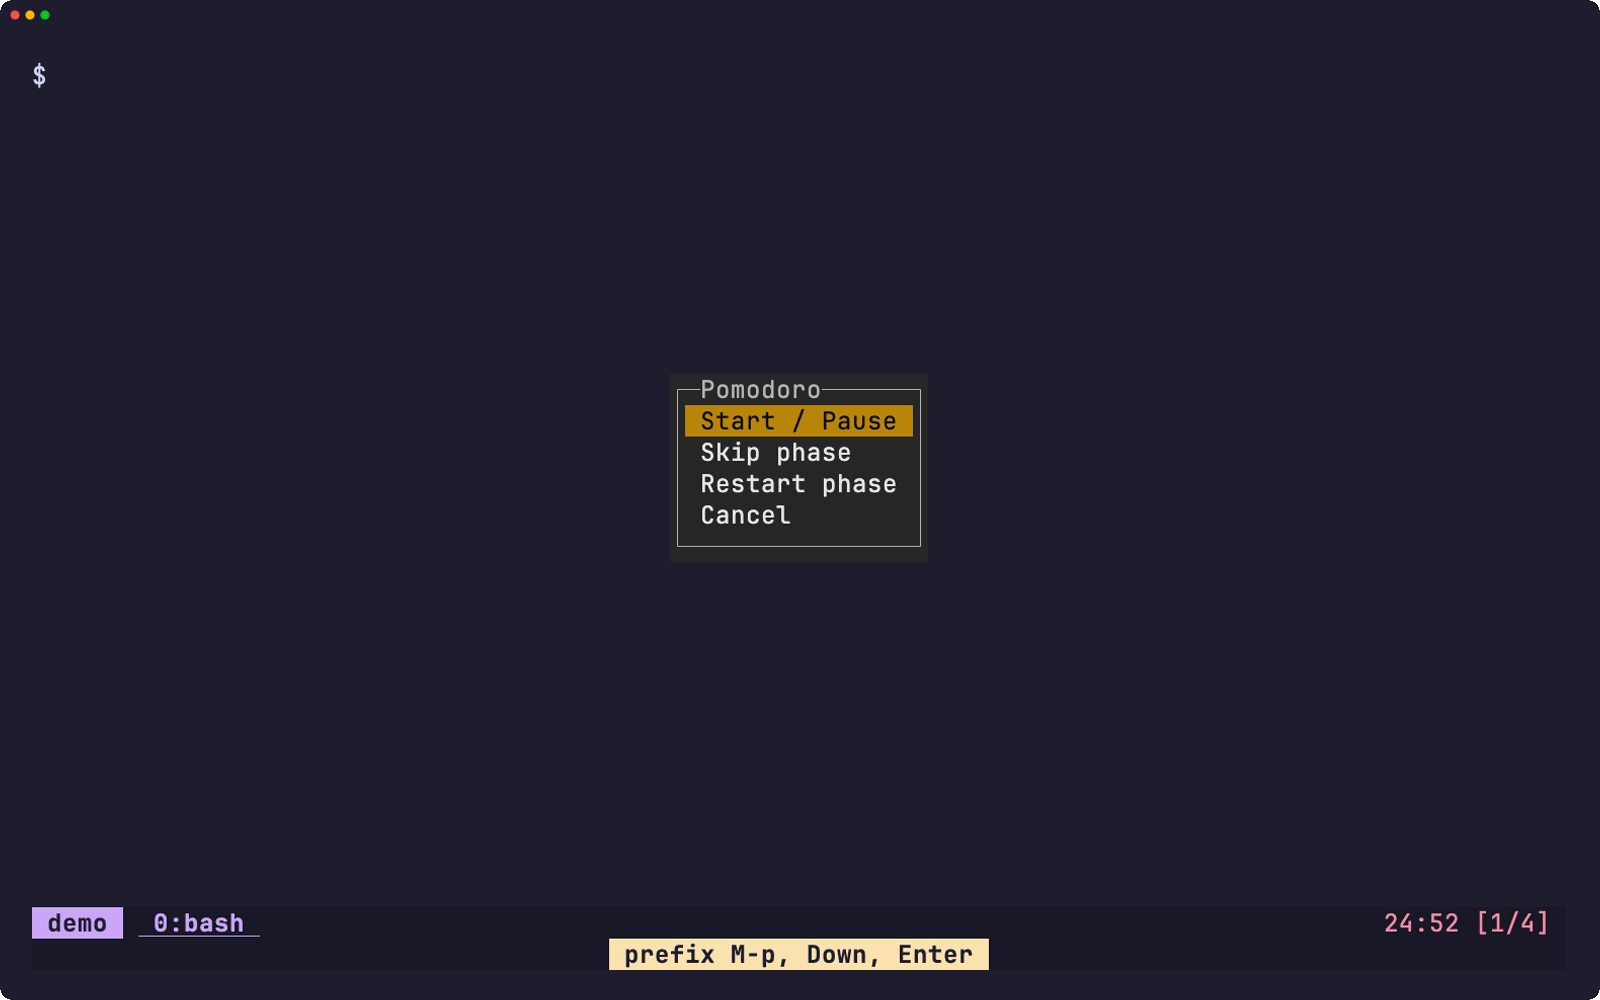 $
Pomodoro
Start / Pause
Skip phase
Restart phase
Cancel
demo 0:bash 24:52 [1/4]
prefix M-p, Down, Enter